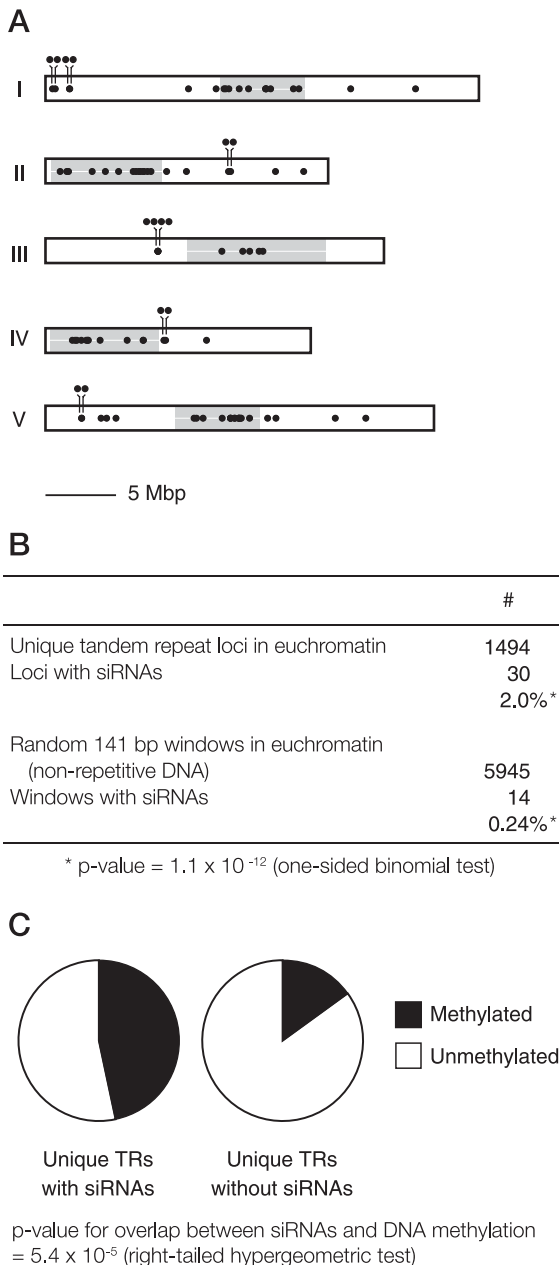 A
I
II
III
IV
V
5 Mbp
B
#
Unique tandem repeat loci in euchromatin 1494
Loci with siRNAs 30
2.0%*
Random 141 bp windows in euchromatin
(non-repetitive DNA) 5945
Windows with siRNAs 14
0.24%*
* p-value = 1.1 x 10 -12 (one-sided binomial test)
C
Methylated
Unmethylated
Unique TRs with siRNAs
Unique TRs without siRNAs
p-value for overlap between siRNAs and DNA methylation
= 5.4 x 10-5 (right-tailed hypergeometric test)